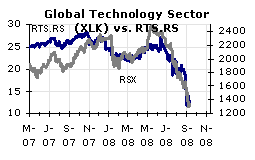 Global Technology Sector
(XLK) vs. RTS.RS
RTS.RS
RSX
30
25
20
15
10
2400
2200
2000
1800
1600
1400
1200
M- J- S- N- J- M- M- J- S- N-
07 07 07 07 08 08 08 08 08 08